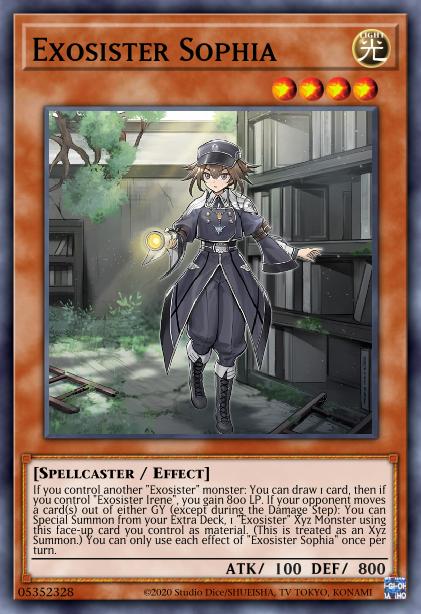 Exosister Sophia
LIGHT
光
[Spellcaster / Effect]
If you control another "Exosister" monster: You can draw 1 card, then if
you control "Exosister Irene", you gain 800 LP. If your opponent moves
a card(s) out of either GY (except during the Damage Step): You can
Special Summon from your Extra Deck, 1 "Exosister" Xyz Monster using
this face-up card you control as material. (This is treated as an Xyz
Summon.) You can only use each effect of "Exosister Sophia" once per
turn.
ATK/ 100 DEF/ 800
05352328
©2020 Studio Dice/SHUEISHA, TV TOKYO, KONAMI